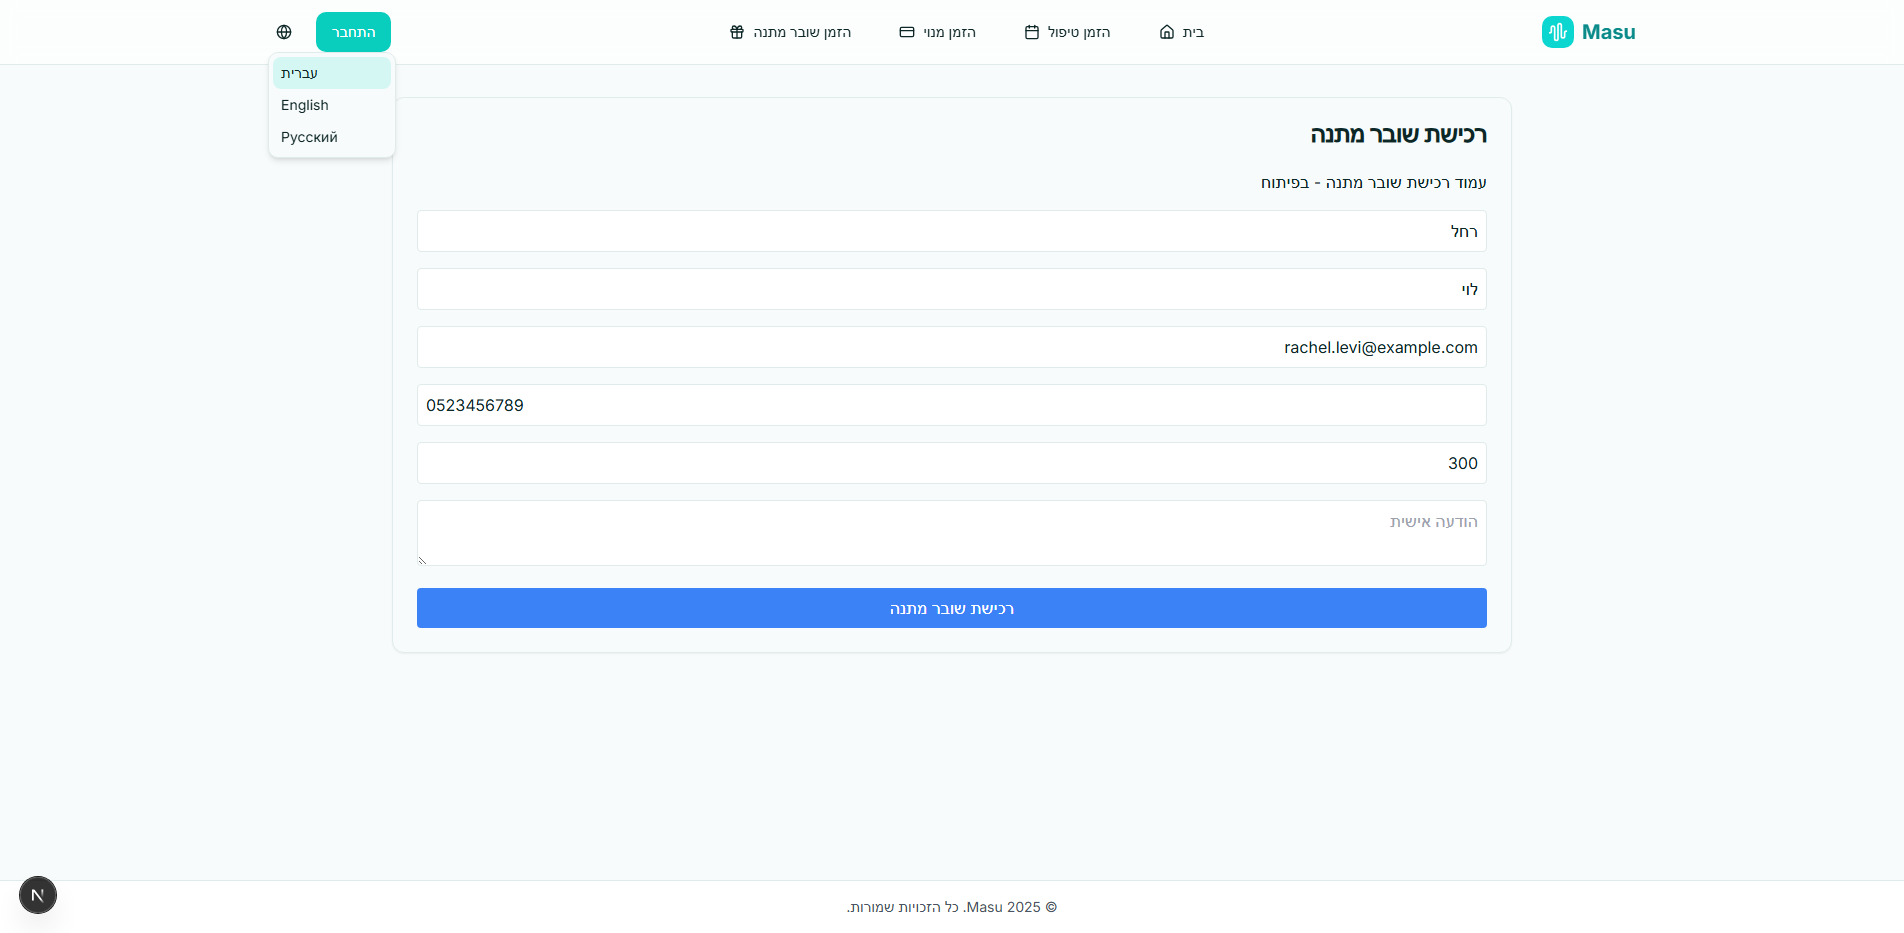 Masu
בית
הזמן טיפול
הזמן מנוי
הזמן שובר מתנה
התחבר
עברית
English
Русский
רכישת שובר מתנה
עמוד רכישת שובר מתנה - בפיתוח
רחל
לוי
rachel.levi@example.com
0523456789
300
הודעה אישית
רכישת שובר מתנה
© 2025 Masu. כל הזכויות שמורות.
N